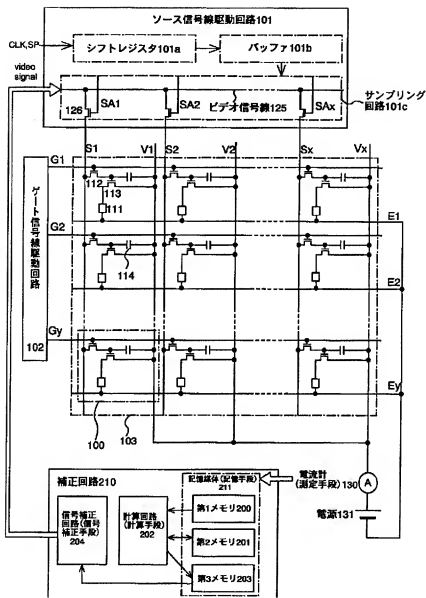 ソース信号線駆動回路101
CLK,SP
シフトレジスタ101a
バッファ101b
video
signal
126
SA1
SA2
SAx
ビデオ信号線125
サンプリング
回路101c
S1
V1
S2
V2
Sx
Vx
G1
112
113
111
E1
G2
114
E2
ゲート信号線駆動回路
102
Gy
Ey
100
103
補正回路210
記憶媒体(記憶手段)
211
電流計
(測定手段)130
A
信号補正
回路(信号
補正手段)
204
計算回路
(計算手段)
202
第1メモリ200
第2メモリ201
第3メモリ203
電源131